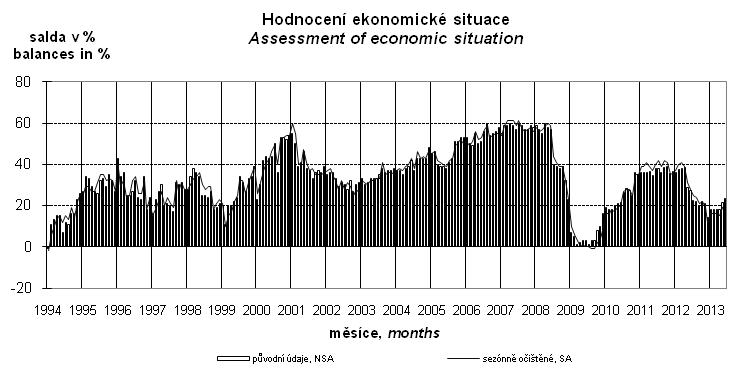 Hodnocení ekonomické situace
Assessment of economic situation
salda v %
balances in %
80
60
40
20
0
-20
1994 1995 1996 1997 1998 1999 2000 2001 2002 2003 2004 2005 2006 2007 2008 2009 2010 2011 2012 2013
měsíce, months
původní údaje, NSA
sezónně očištěné, SA